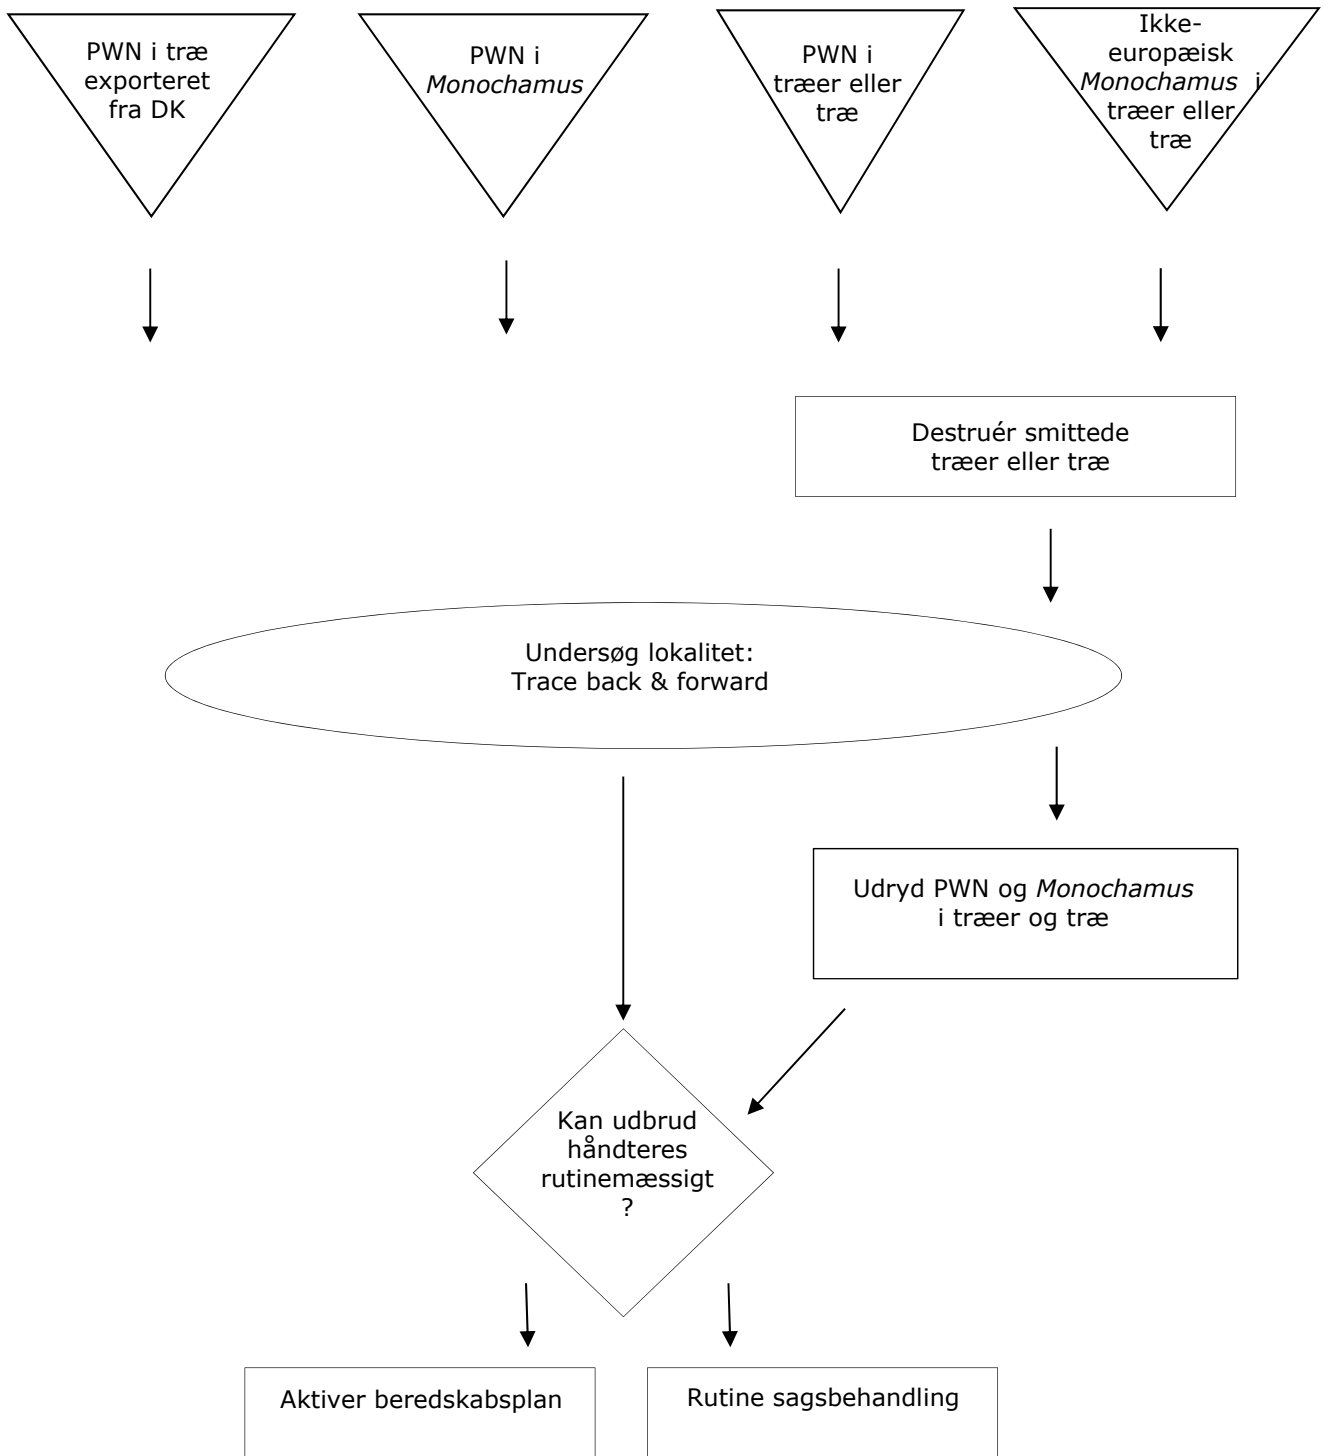 PWN i træ
exporteret
fra DK
PWN i
Monochamus
PWN i
træer eller
træ
Ikke-
europæisk
Monochamus i
træer eller
træ
Destruér smittede
træer eller træ
Undersøg lokalitet:
Trace back & forward
Udryd PWN og Monochamus
i træer og træ
Kan udbrud
håndteres
rutinemæssigt
?
Aktiver beredskabsplan
Rutine sagsbehandling